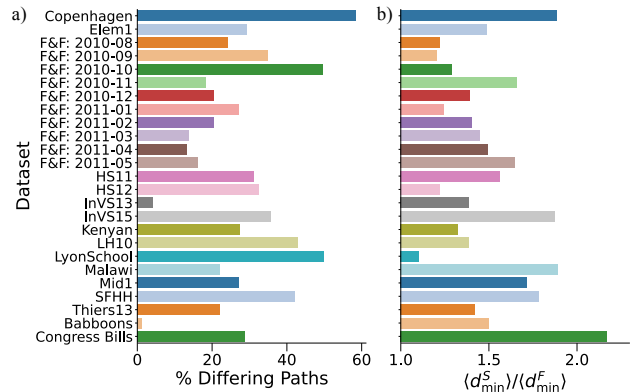 a)
b)
Dataset
Copenhagen
Elem1
F&F: 2010-08
F&F: 2010-09
F&F: 2010-10
F&F: 2010-11
F&F: 2010-12
F&F: 2011-01
F&F: 2011-02
F&F: 2011-03
F&F: 2011-04
F&F: 2011-05
HS11
HS12
InVS13
InVS15
Kenyan
LH10
LyonSchool
Malawi
Mid1
SFHH
Thiers13
Babboons
Congress Bills
0 20 40 60
% Differing Paths
1.0 1.5 2.0
⟨d^S_min⟩/⟨d^F_min⟩